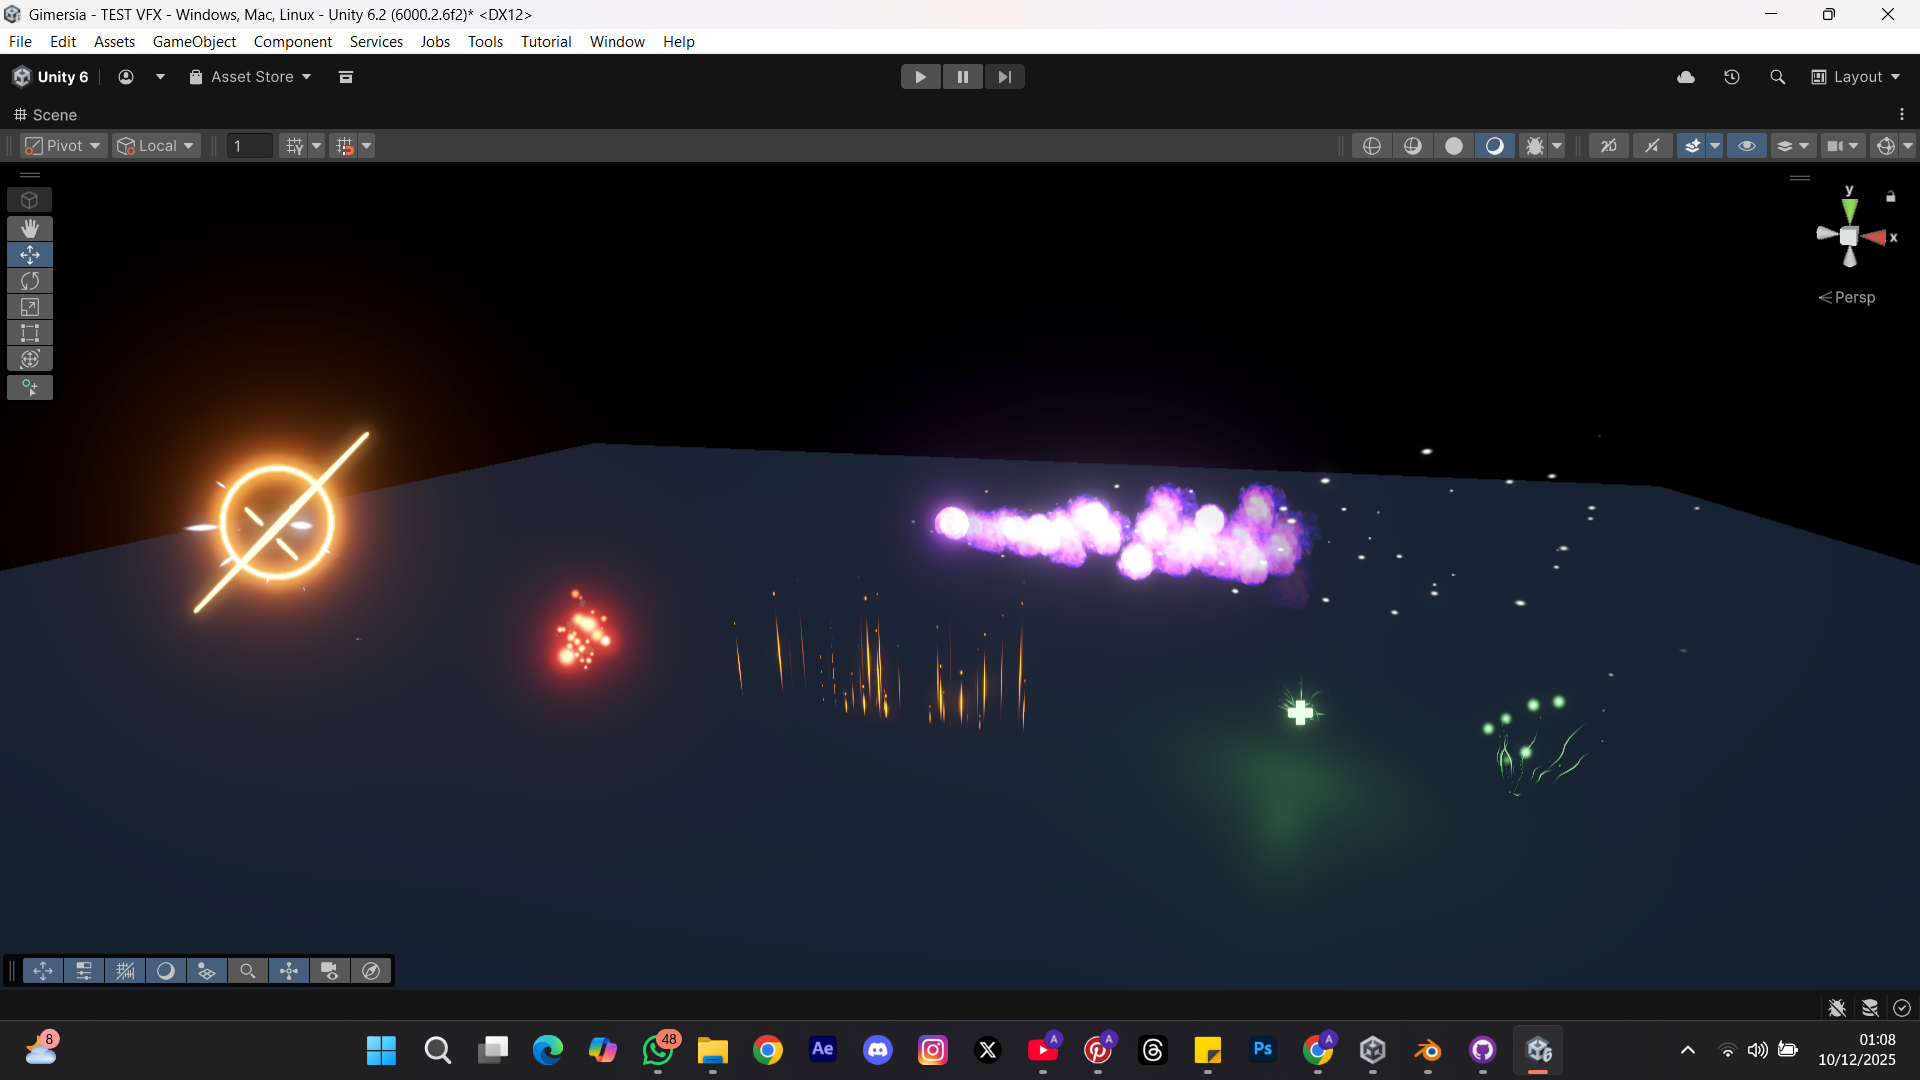 Gimersia - TEST VFX - Windows, Mac, Linux - Unity 6.2 (6000.2.6f2)* <DX12>
File Edit Assets GameObject Component Services Jobs Tools Tutorial Window Help
Unity 6 Asset Store Layout
Scene
Pivot Local 1 2D
y
x
Persp
8 48 Ae A A Ps A 6 01:08
10/12/2025